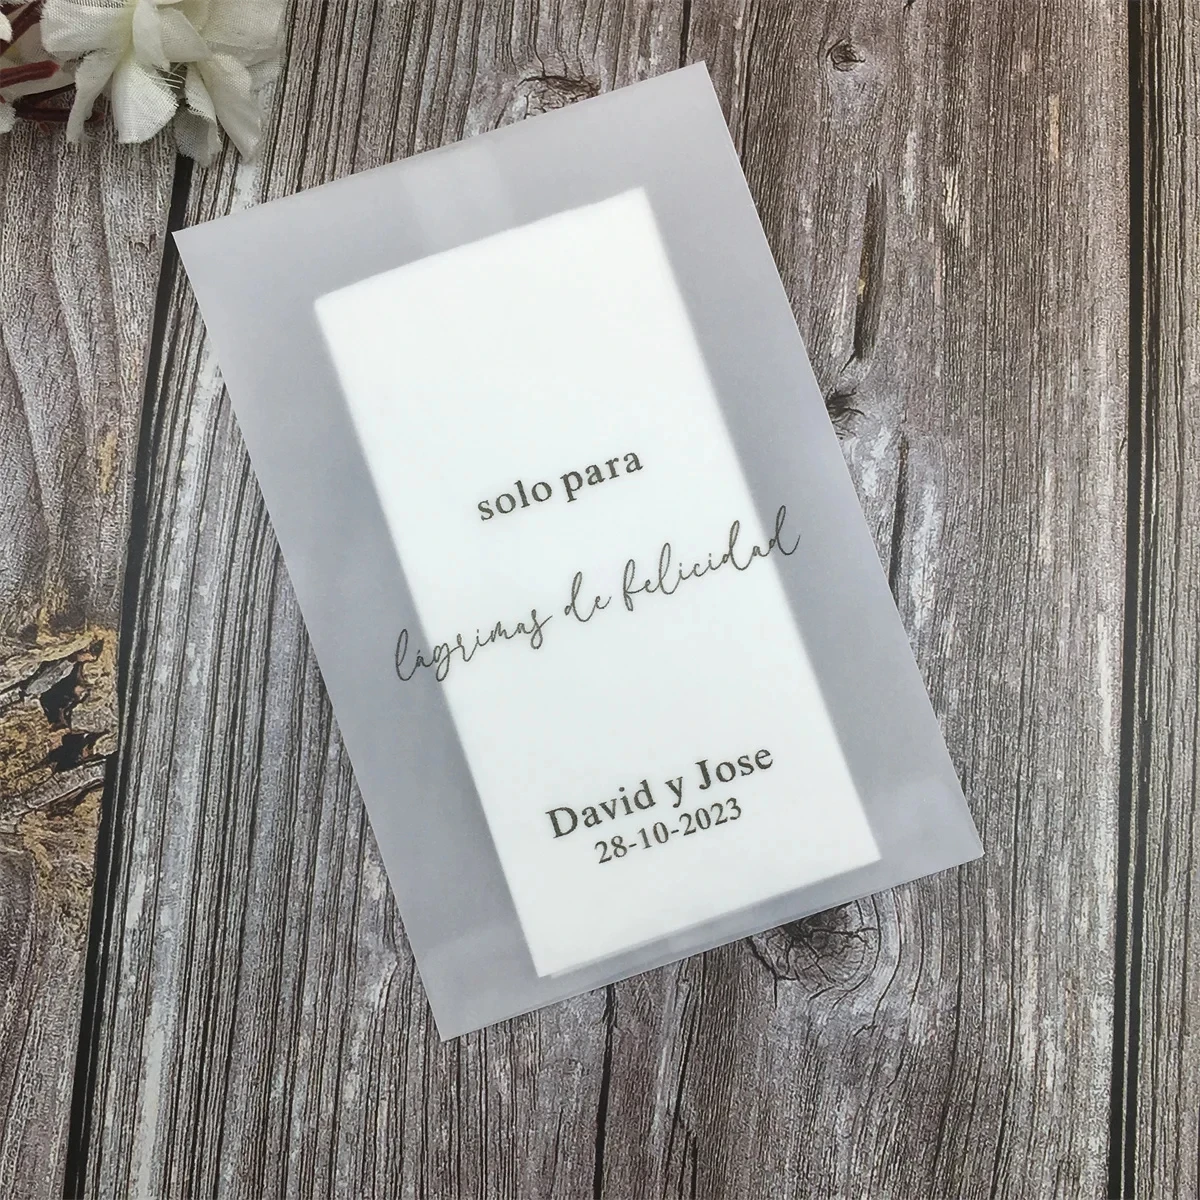 solo para
lágrimas de felicidad
David y Jose
28-10-2023